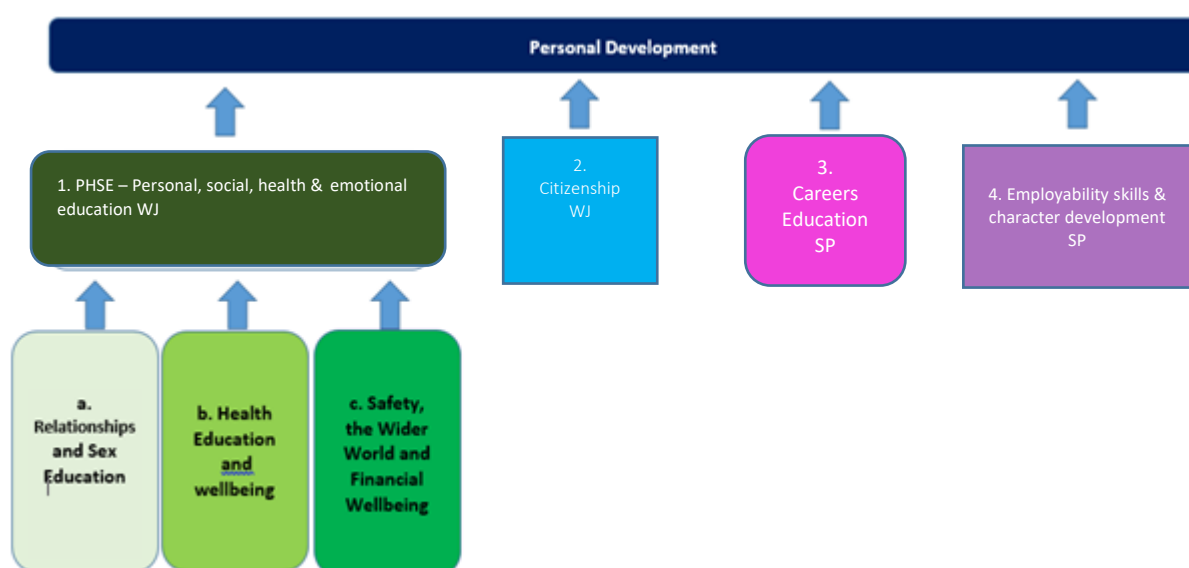 Personal Development
1. PHSE – Personal, social, health & emotional
education WJ
2.
Citizenship
WJ
3.
Careers
Education
SP
4. Employability skills &
character development
SP
a.
Relationships
and Sex
Education
b. Health
Education
and
wellbeing
c. Safety,
the Wider
World and
Financial
Wellbeing